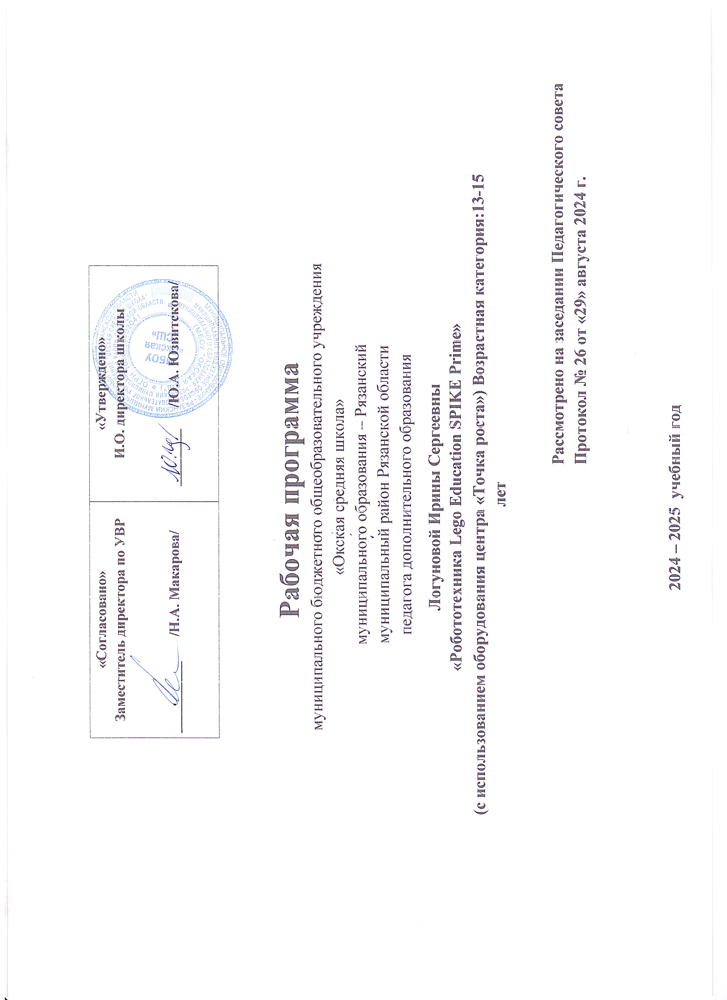 «Согласовано»
Заместитель директора по УВР
/Н.А. Макарова/
«Утверждено»
И.О. директора школы
/Ю.А. Юзвитскова/
МБОУ
СШ»
Рабочая программа
муниципального бюджетного общеобразовательного учреждения
«Окская средняя школа»
муниципального образования – Рязанский
муниципальный район Рязанской области
педагога дополнительного образования
Логуновой Ирины Сергеевны
«Робототехника Lego Education SPIKE Prime»
(с использованием оборудования центра «Точка роста») Возрастная категория:13-15
лет
Рассмотрено на заседании Педагогического совета
Протокол № 26 от «29» августа 2024 г.
2024 – 2025 учебный год